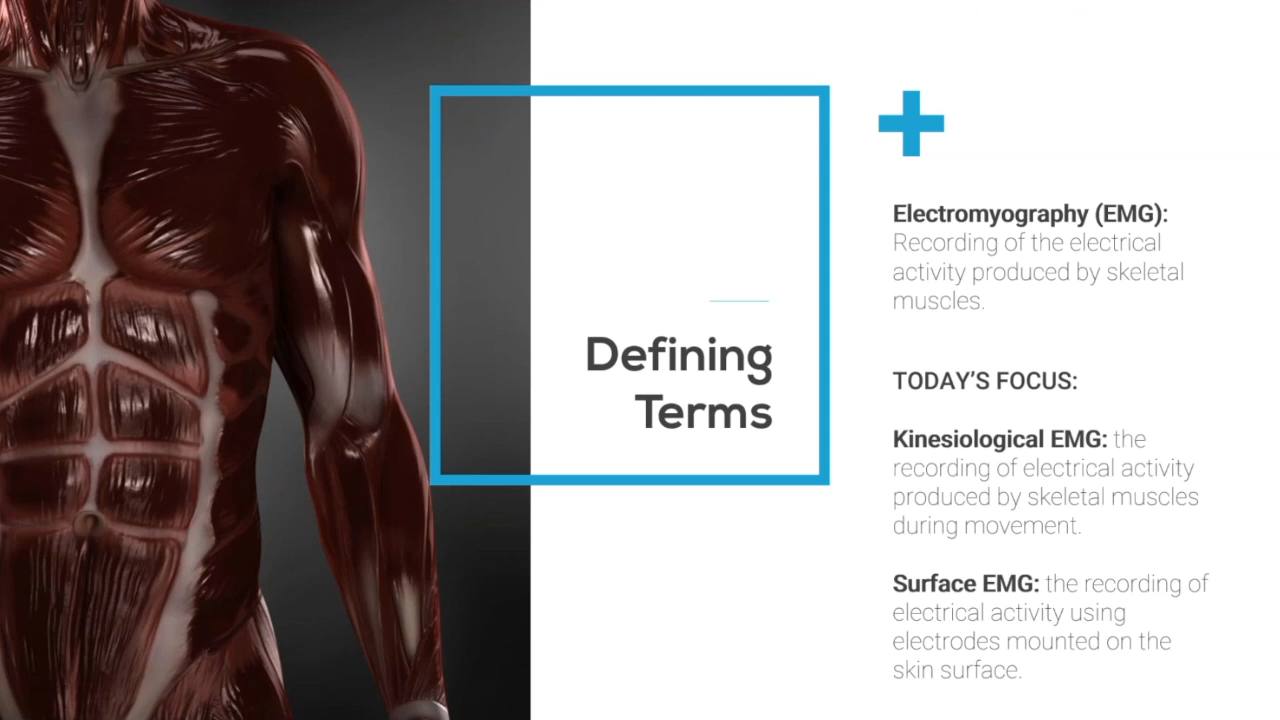 Defining
Terms
Electromyography (EMG):
Recording of the electrical
activity produced by skeletal
muscles.
TODAY’S FOCUS:
Kinesiological EMG: the
recording of electrical activity
produced by skeletal muscles
during movement.
Surface EMG: the recording of
electrical activity using
electrodes mounted on the
skin surface.